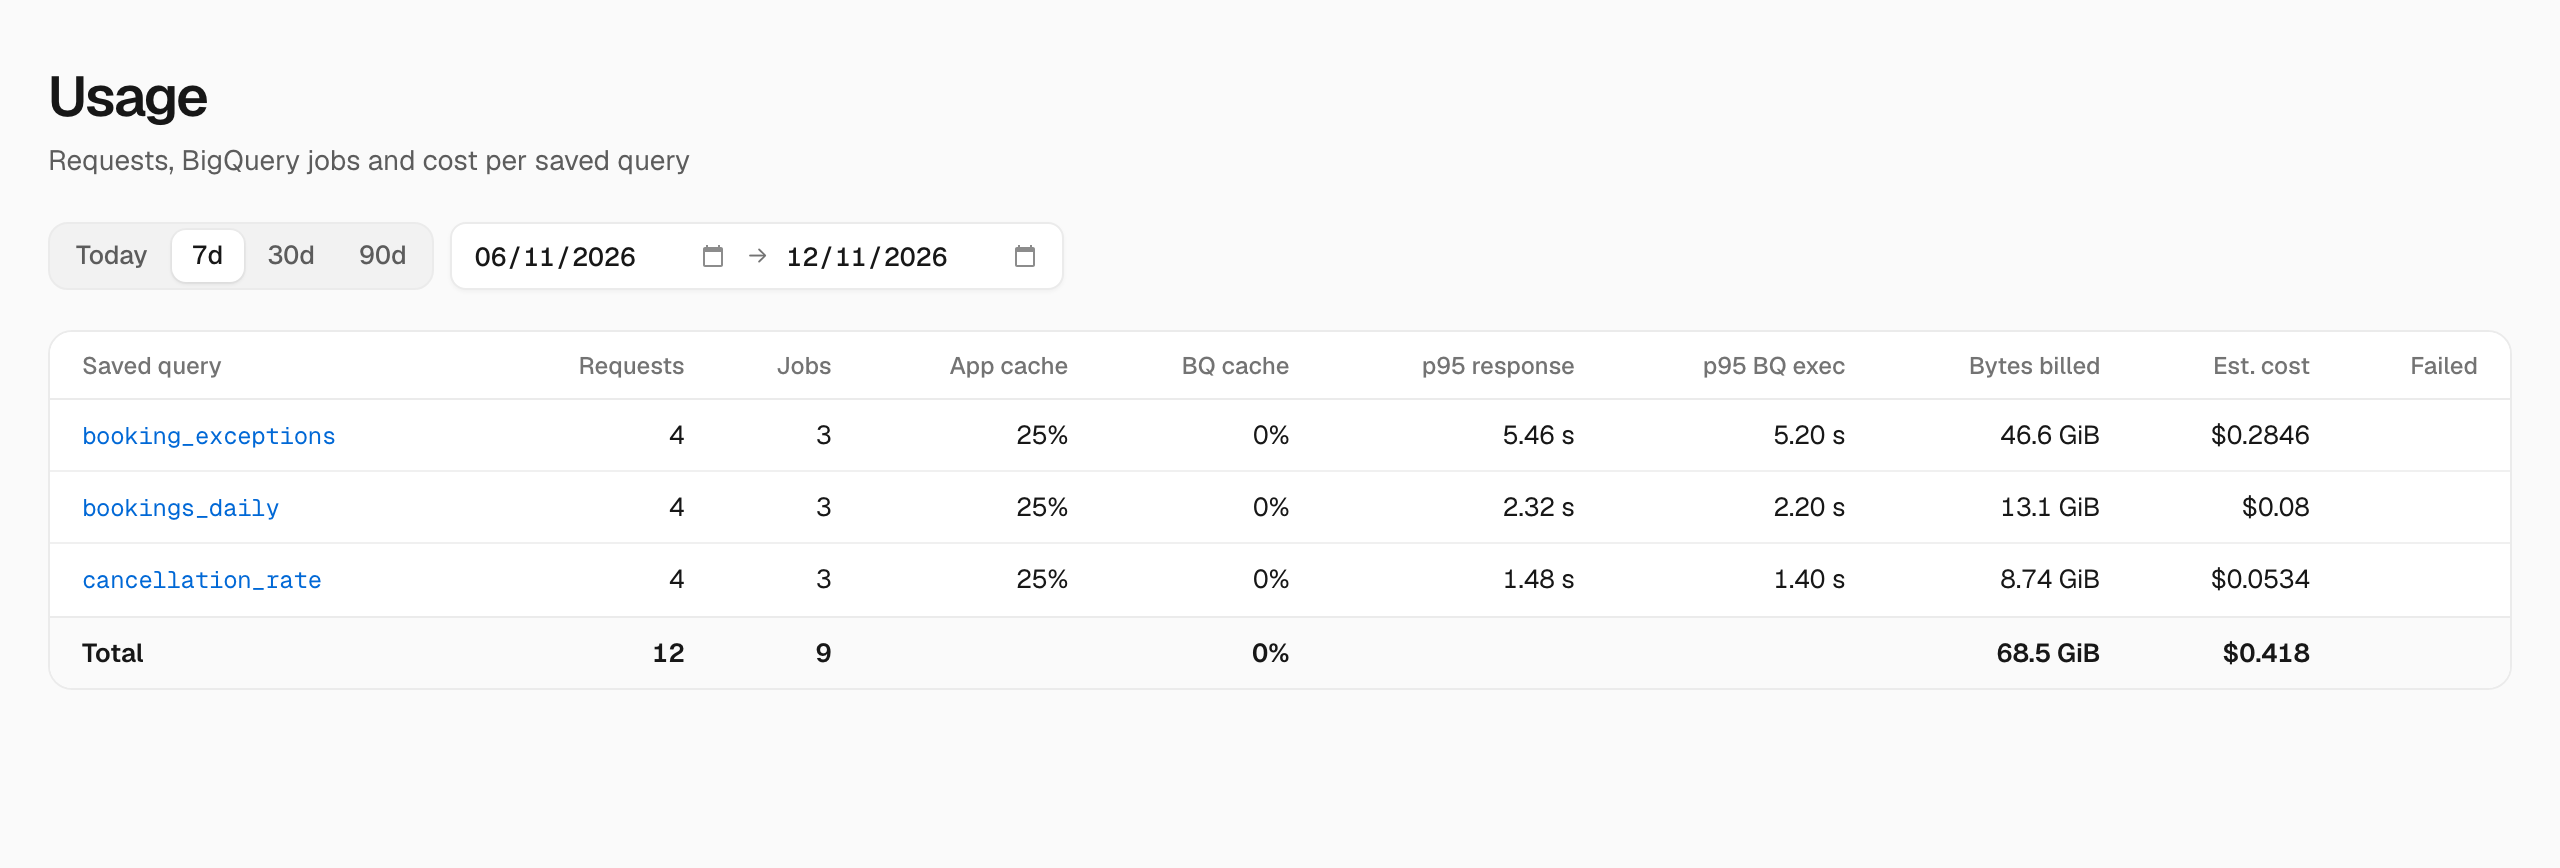 Usage
Requests, BigQuery jobs and cost per saved query
Today 7d 30d 90d 06/11/2026 → 12/11/2026
Saved query Requests Jobs App cache BQ cache p95 response p95 BQ exec Bytes billed Est. cost Failed
booking_exceptions 4 3 25% 0% 5.46 s 5.20 s 46.6 GiB $0.2846
bookings_daily 4 3 25% 0% 2.32 s 2.20 s 13.1 GiB $0.08
cancellation_rate 4 3 25% 0% 1.48 s 1.40 s 8.74 GiB $0.0534
Total 12 9 0% 68.5 GiB $0.418